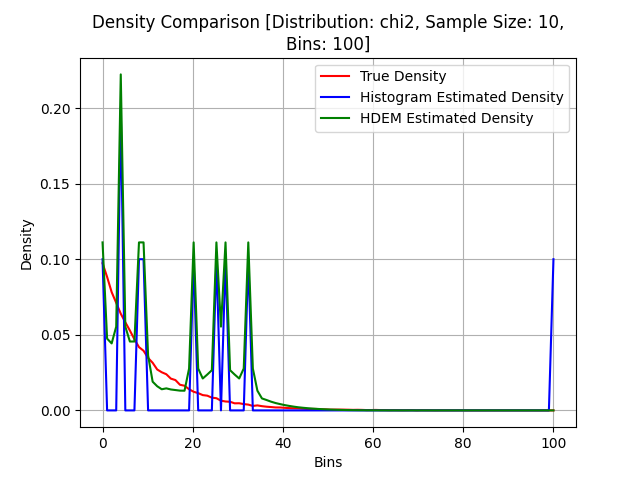 Density Comparison [Distribution: chi2, Sample Size: 10,
Bins: 100]
True Density
Histogram Estimated Density
HDEM Estimated Density
Density
0.20
0.15
0.10
0.05
0.00
0 20 40 60 80 100
Bins